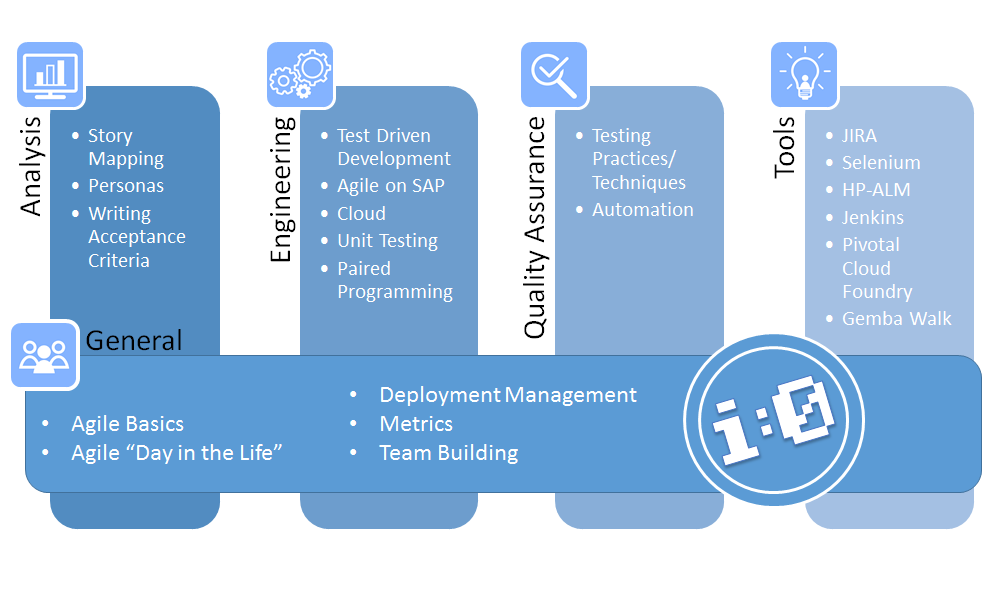 Analysis
• Story
Mapping
• Personas
• Writing
Acceptance
Criteria
Engineering
• Test Driven
Development
• Agile on SAP
• Cloud
• Unit Testing
• Paired
Programming
Quality Assurance
• Testing
Practices/
Techniques
• Automation
Tools
• JIRA
• Selenium
• HP-ALM
• Jenkins
• Pivotal
Cloud
Foundry
• Gemba Walk
General
• Agile Basics
• Agile “Day in the Life”
• Deployment Management
• Metrics
• Team Building
i:0